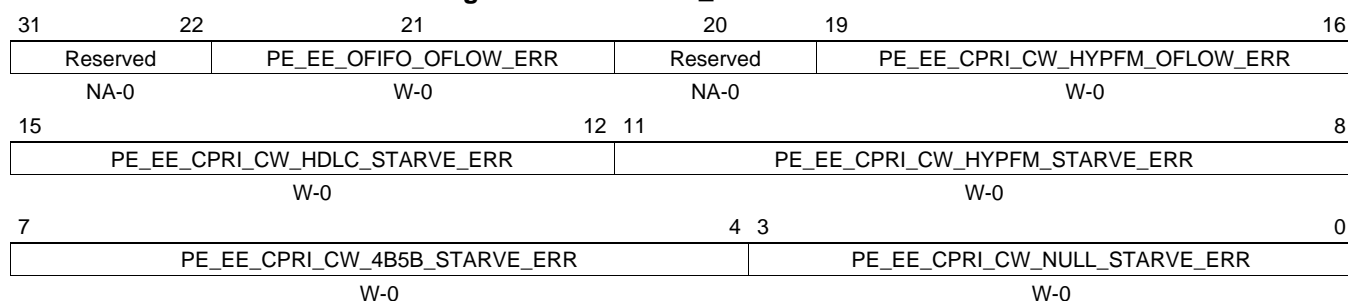 31 22 21 20 19 16
Reserved PE_EE_OFIFO_OFLOW_ERR Reserved PE_EE_CPRI_CW_HYPFM_OFLOW_ERR
NA-0 W-0 NA-0 W-0
15 12 11 8
PE_EE_CPRI_CW_HDLC_STARVE_ERR PE_EE_CPRI_CW_HYPFM_STARVE_ERR
W-0 W-0
7 4 3 0
PE_EE_CPRI_CW_4B5B_STARVE_ERR PE_EE_CPRI_CW_NULL_STARVE_ERR
W-0 W-0